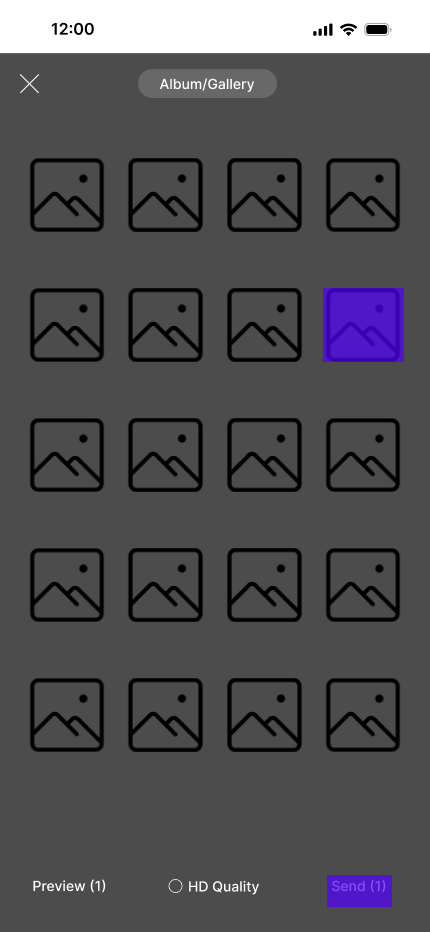 12:00
Album/Gallery
Preview (1)
HD Quality
Send (1)